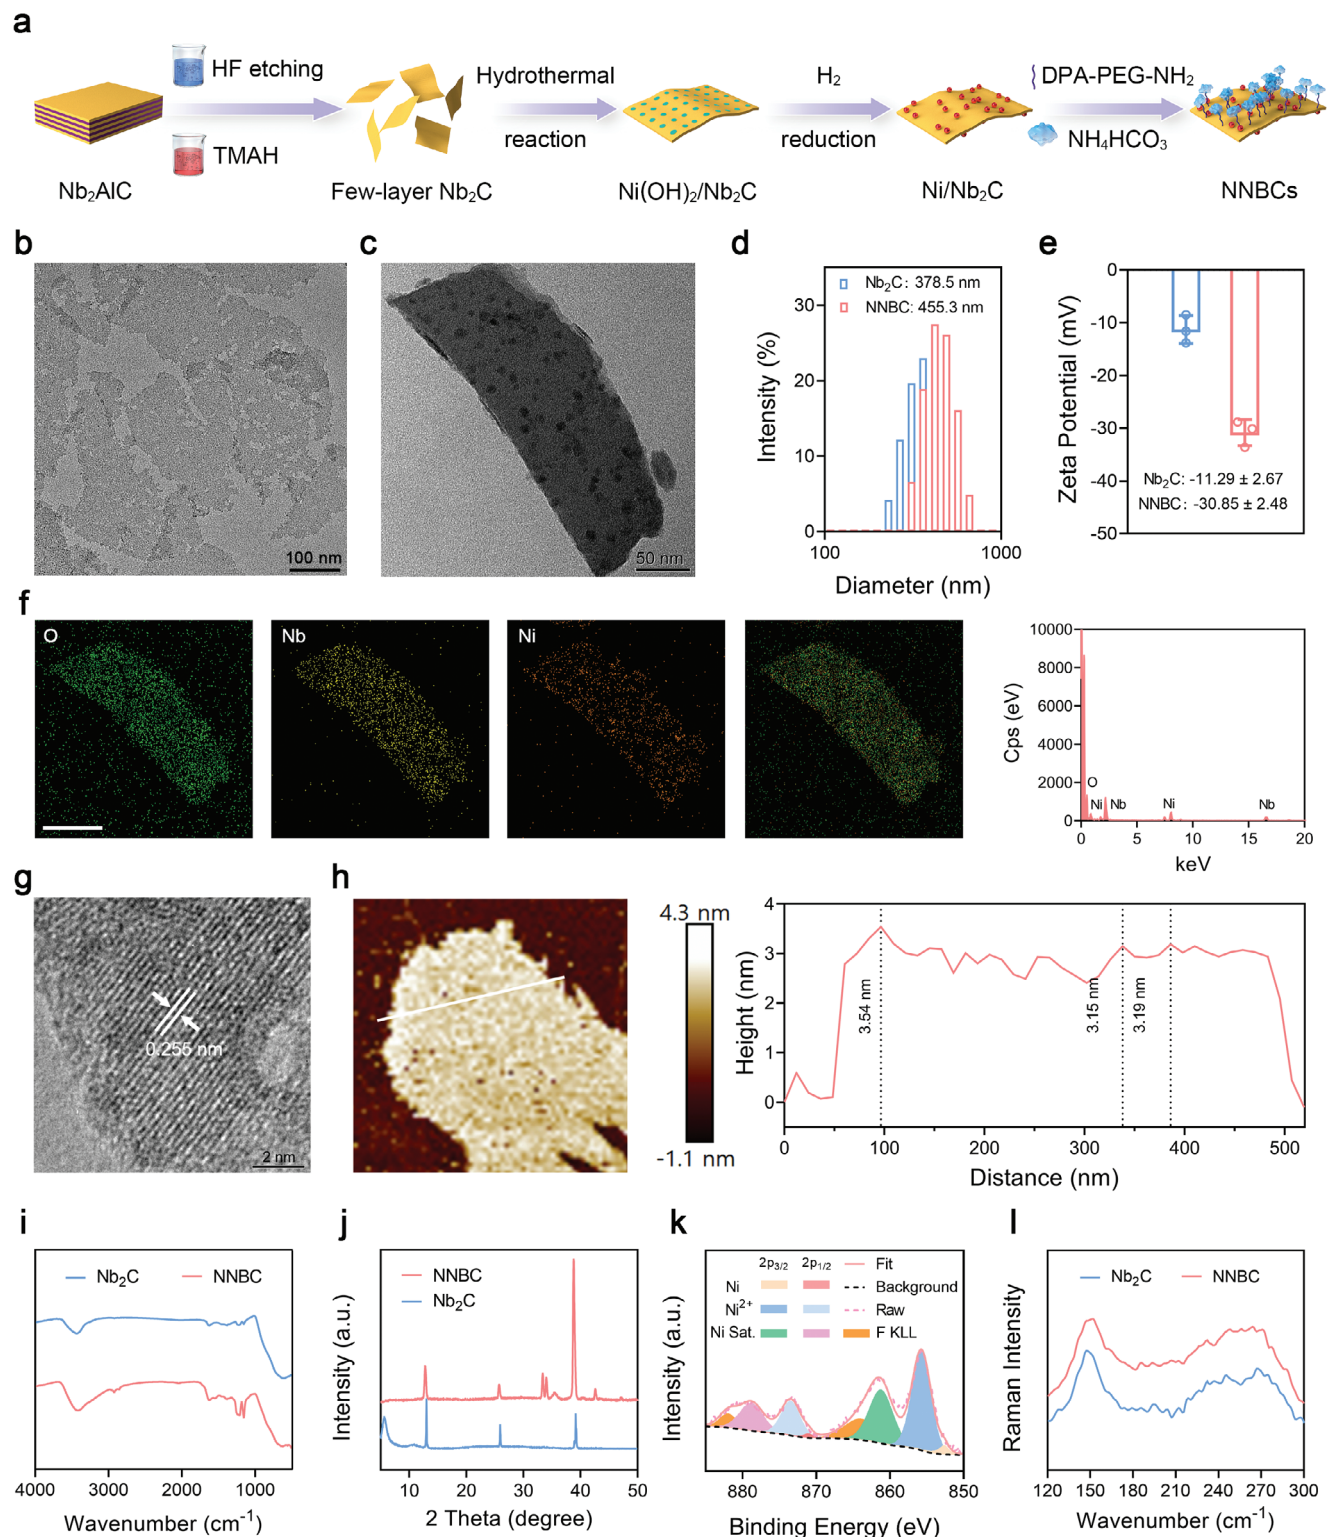 a
HF etching
TMAH
Hydrothermal
reaction
H₂
reduction
DPA-PEG-NH₂
NH₄HCO₃
Nb₂AlC
Few-layer Nb₂C
Ni(OH)₂/Nb₂C
Ni/Nb₂C
NNBCs
b
100 nm
c
50 nm
d
Nb₂C: 378.5 nm
NNBC: 455.3 nm
Intensity (%)
30
20
10
0
100
1000
Diameter (nm)
e
Zeta Potential (mV)
0
-10
-20
-30
-40
-50
Nb₂C: -11.29 ± 2.67
NNBC: -30.85 ± 2.48
f
O
Nb
Ni
Cps (eV)
10000
8000
6000
4000
2000
0
O
Ni
Nb
Ni
Nb
0
5
10
15
20
keV
g
0.255 nm
2 nm
h
4.3 nm
-1.1 nm
Height (nm)
4
3
2
1
0
3.54 nm
3.15 nm
3.19 nm
0
100
200
300
400
500
Distance (nm)
i
Nb₂C
NNBC
4000
3000
2000
1000
Wavenumber (cm⁻¹)
j
NNBC
Nb₂C
Intensity (a.u.)
10
20
30
40
50
2 Theta (degree)
k
2p₃/₂
2p₁/₂
Fit
Ni
Background
Ni²⁺
Raw
Ni Sat.
F KLL
Intensity (a.u.)
880
870
860
850
Binding Energy (eV)
l
Nb₂C
NNBC
Raman Intensity
120
150
180
210
240
270
300
Wavenumber (cm⁻¹)